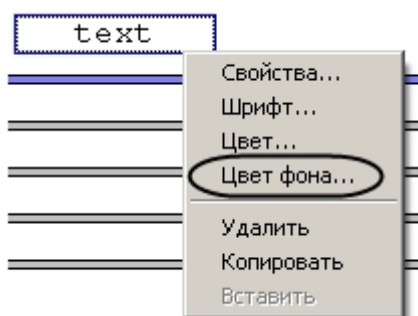 text
Свойства...
Шрифт...
Цвет...
Цвет фона...
Удалить
Копировать
Вставить